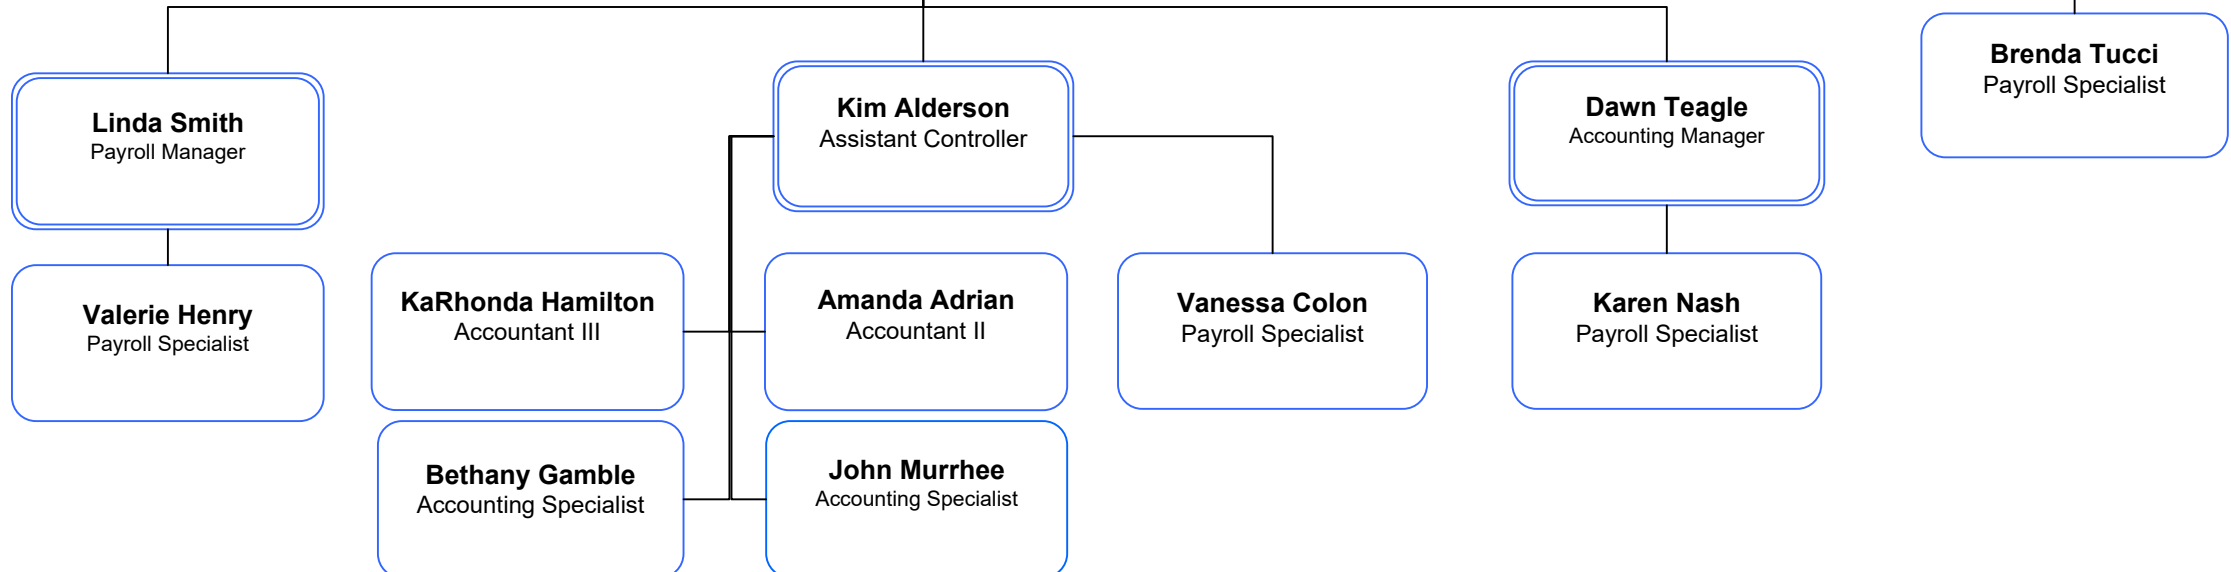 Linda Smith
Payroll Manager
Kim Alderson
Assistant Controller
Dawn Teagle
Accounting Manager
Brenda Tucci
Payroll Specialist
Valerie Henry
Payroll Specialist
KaRhonda Hamilton
Accountant III
Amanda Adrian
Accountant II
Vanessa Colon
Payroll Specialist
Karen Nash
Payroll Specialist
Bethany Gamble
Accounting Specialist
John Murrhee
Accounting Specialist